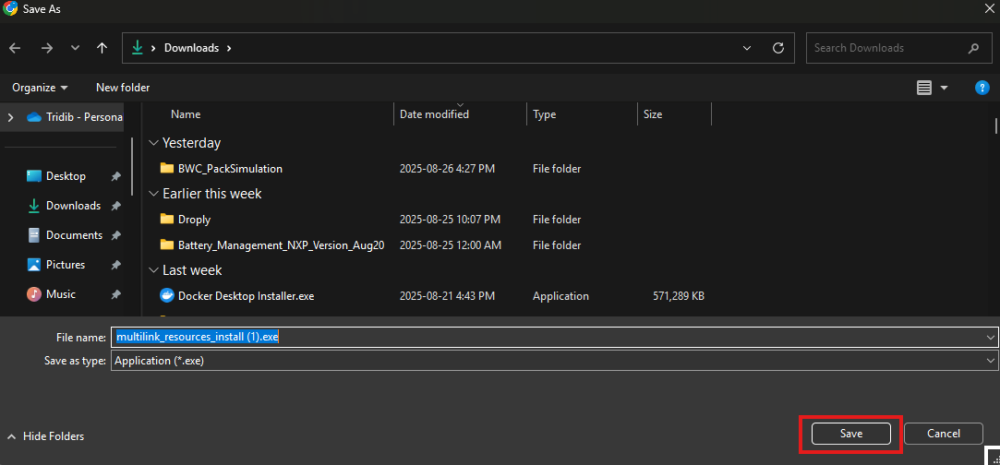 Save As
Downloads
Search Downloads
Organize New folder
Tridib - Persona
Desktop
Downloads
Documents
Pictures
Music
Name Date modified Type Size
Yesterday
BWC_PackSimulation 2025-08-26 4:27 PM File folder
Earlier this week
Droply 2025-08-25 10:07 PM File folder
Battery_Management_NXP_Version_Aug20 2025-08-25 12:00 AM File folder
Last week
Docker Desktop Installer.exe 2025-08-21 4:43 PM Application 571,289 KB
File name: multilink_resources_install (1).exe
Save as type: Application (*.exe)
Hide Folders Save Cancel